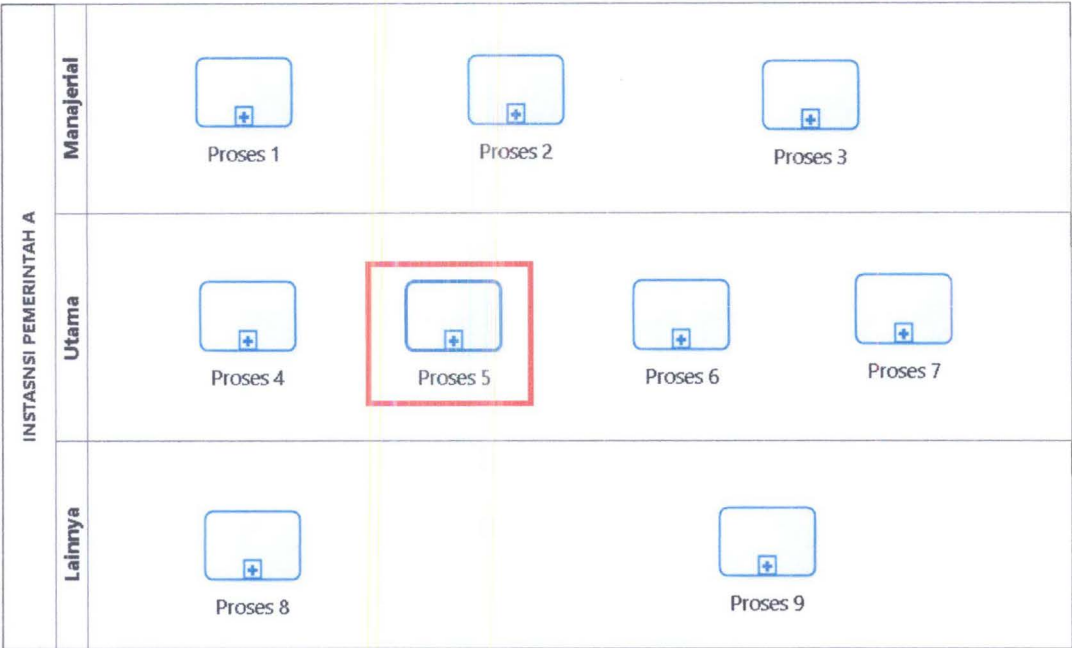 INSTASNSI PEMERINTAH A
Manajerial
Proses 1
Proses 2
Proses 3
Utama
Proses 4
Proses 5
Proses 6
Proses 7
Lainnya
Proses 8
Proses 9